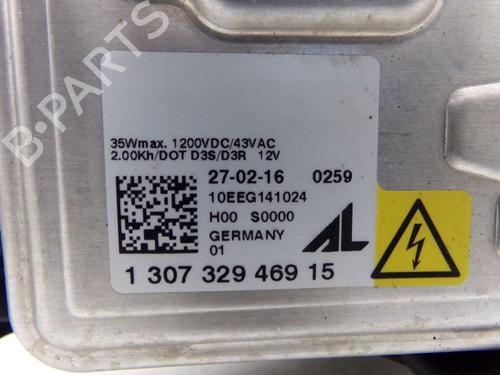 35Wmax. 1200VDC/43VAC
2.00Kh/DOT D3S/D3R 12V
27-02-16 0259
10EEG141024
H00 S0000
GERMANY
01
AL
1 307 329 469 15
B-PARTS